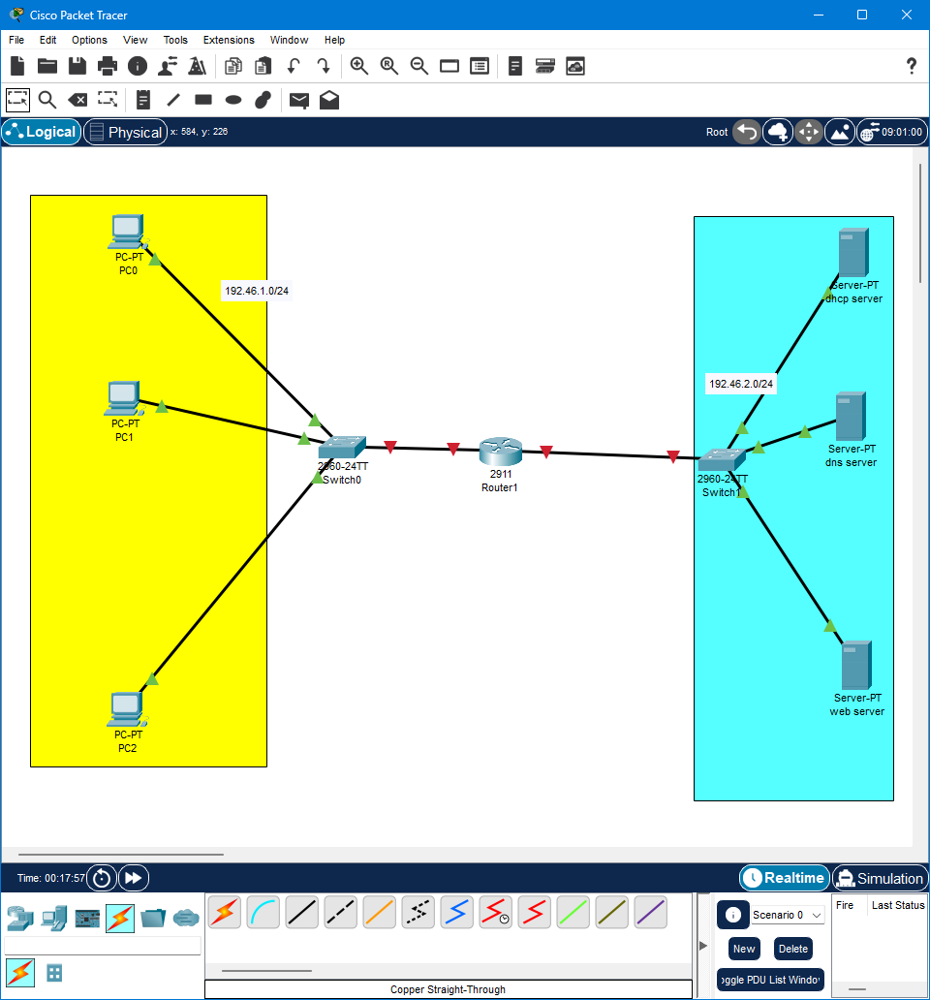 Cisco Packet Tracer
File Edit Options View Tools Extensions Window Help
?
Logical Physical x: 584, y: 226 Root 09:01:00
PC-PT
PC0
192.46.1.0/24
PC-PT
PC1
PC-PT
PC2
2960-24TT
Switch0
2911
Router1
192.46.2.0/24
2960-24TT
Switch1
Server-PT
dhcp server
Server-PT
dns server
Server-PT
web server
Time: 00:17:57 Realtime Simulation
Scenario 0
Fire Last Status
New Delete
oggle PDU List Windo
Copper Straight-Through